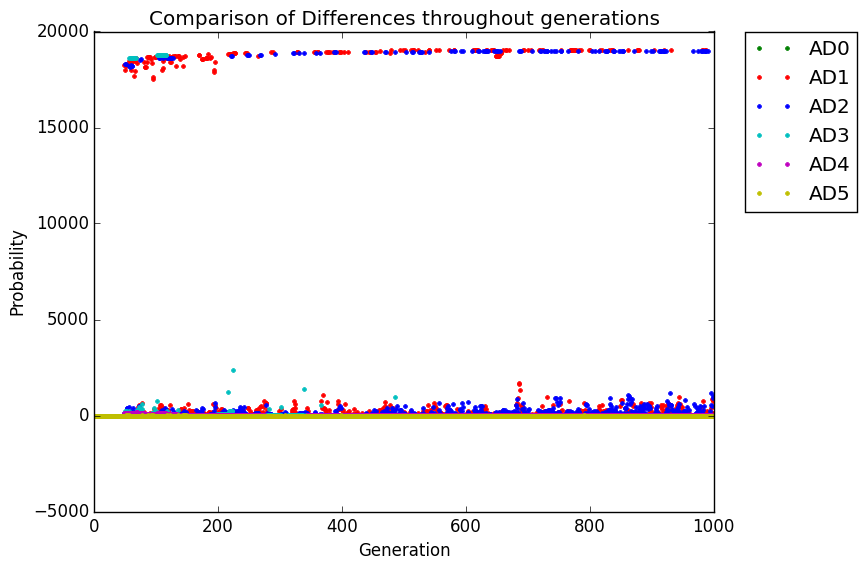 Comparison of Differences throughout generations
20000
15000
10000
5000
0
−5000
Probability
0 200 400 600 800 1000
Generation
AD0
AD1
AD2
AD3
AD4
AD5